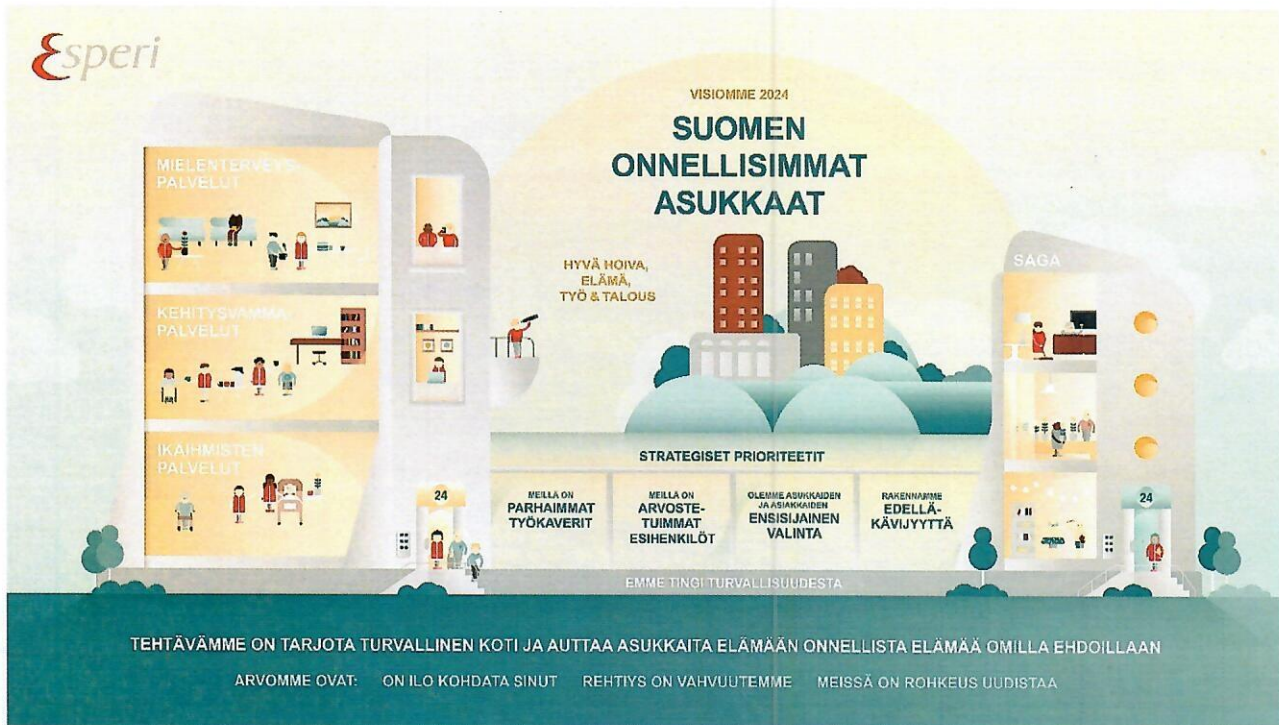 Esperi
VISIOMME 2024
SUOMEN
ONNELLISIMMAT
ASUKKAAT
HYVÄ HOIVA,
ELÄMÄ,
TYÖ & TALOUS
MIELENTERVEYS-
PALVELUT
KEHITYSVAMMA-
PALVELUT
IKÄIHMISTEN
PALVELUT
SAGA
STRATEGISET PRIORITEETIT
MEILLÄ ON
PARHAIMMAT
TYÖKAVERIT
MEILLÄ ON
ARVOSTE-
TUIMMAT
ESIHENKILÖT
OLEMME ASUKKAIDEN
JA ASIAKKAIDEN
ENSISIJAINEN
VALINTA
RAKENNAMME
EDELLÄ-
KÄVIJYYTTÄ
24
24
EMME TINGI TURVALLISUUDESTA
TEHTÄVÄMME ON TARJOTA TURVALLINEN KOTI JA AUTTAA ASUKKAITA ELÄMÄÄN ONNELLISTA ELÄMÄÄ OMILLA EHDOILLAAN
ARVOMME OVAT: ON ILO KOHDATA SINUT REHTIYS ON VAHVUUTEMME MEISSÄ ON ROHKEUS UUDISTAA